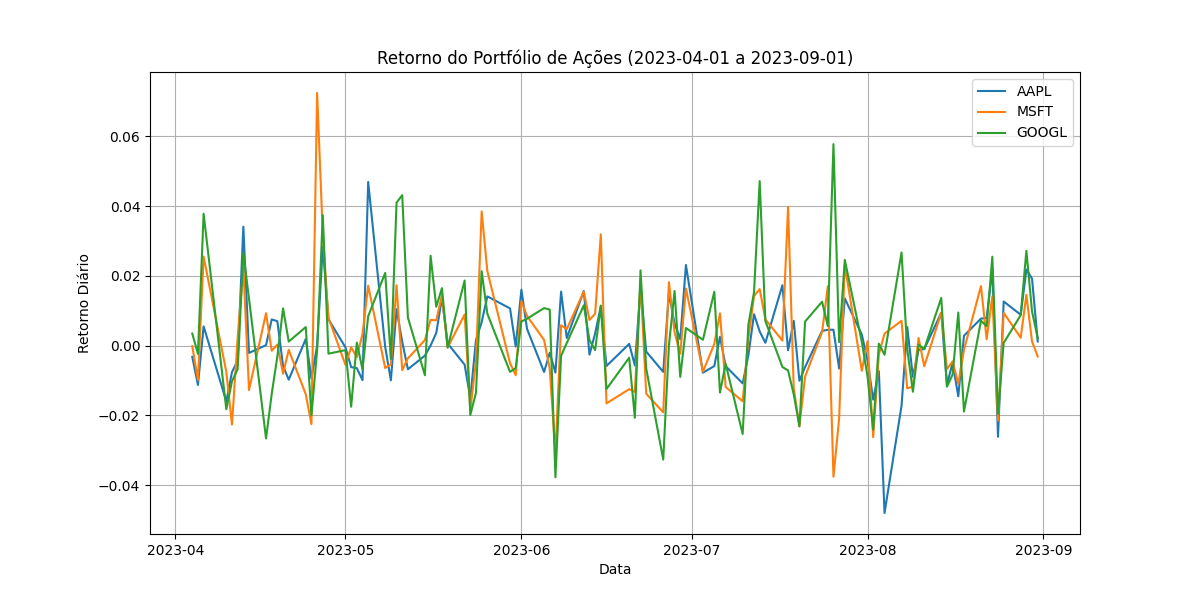 Retorno do Portfólio de Ações (2023-04-01 a 2023-09-01)
AAPL
MSFT
GOOGL
Retorno Diário
0.06
0.04
0.02
0.00
−0.02
−0.04
2023-04
2023-05
2023-06
2023-07
2023-08
2023-09
Data